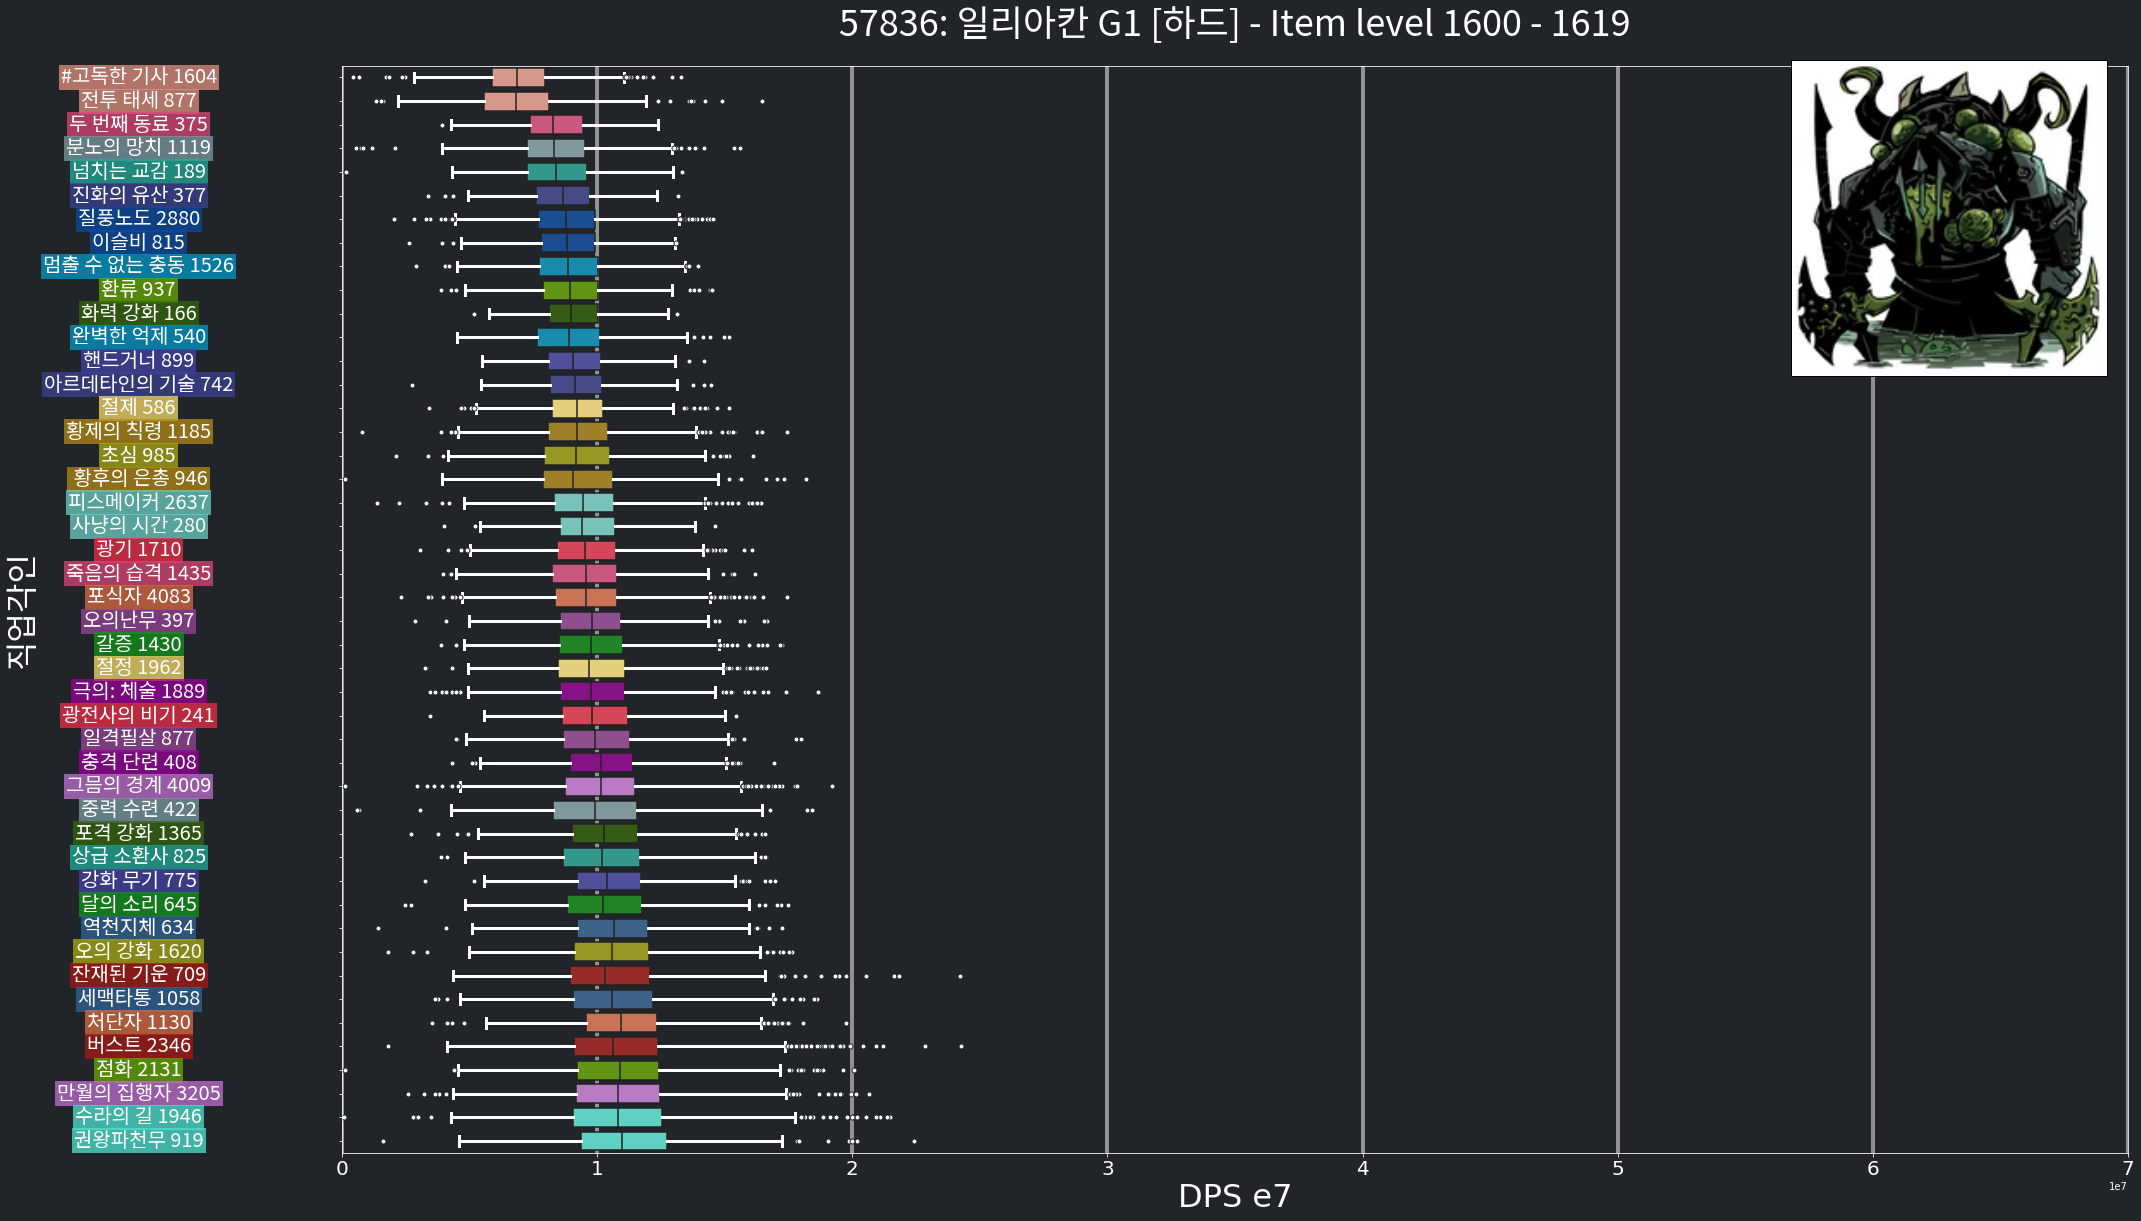 57836: 일리아칸 G1 [하드] - Item level 1600 - 1619
#고독한 기사 1604
전투 태세 877
두 번째 동료 375
분노의 망치 1119
넘치는 교감 189
진화의 유산 377
질풍노도 2880
이슬비 815
멈출 수 없는 충동 1526
환류 937
화력 강화 166
완벽한 억제 540
핸드거너 899
아르데타인의 기술 742
절제 586
황제의 칙령 1185
초심 985
황후의 은총 946
피스메이커 2637
사냥의 시간 280
광기 1710
죽음의 습격 1435
포식자 4083
오의난무 397
갈증 1430
절정 1962
극의: 체술 1889
광전사의 비기 241
일격필살 877
충격 단련 408
그믐의 경계 4009
중력 수련 422
포격 강화 1365
상급 소환사 825
강화 무기 775
달의 소리 645
역천지체 634
오의 강화 1620
잔재된 기운 709
세맥타통 1058
처단자 1130
버스트 2346
점화 2131
만월의 집행자 3205
수라의 길 1946
권왕파천무 919
직업각인
0 1 2 3 4 5 6 7
DPS e7
1e7